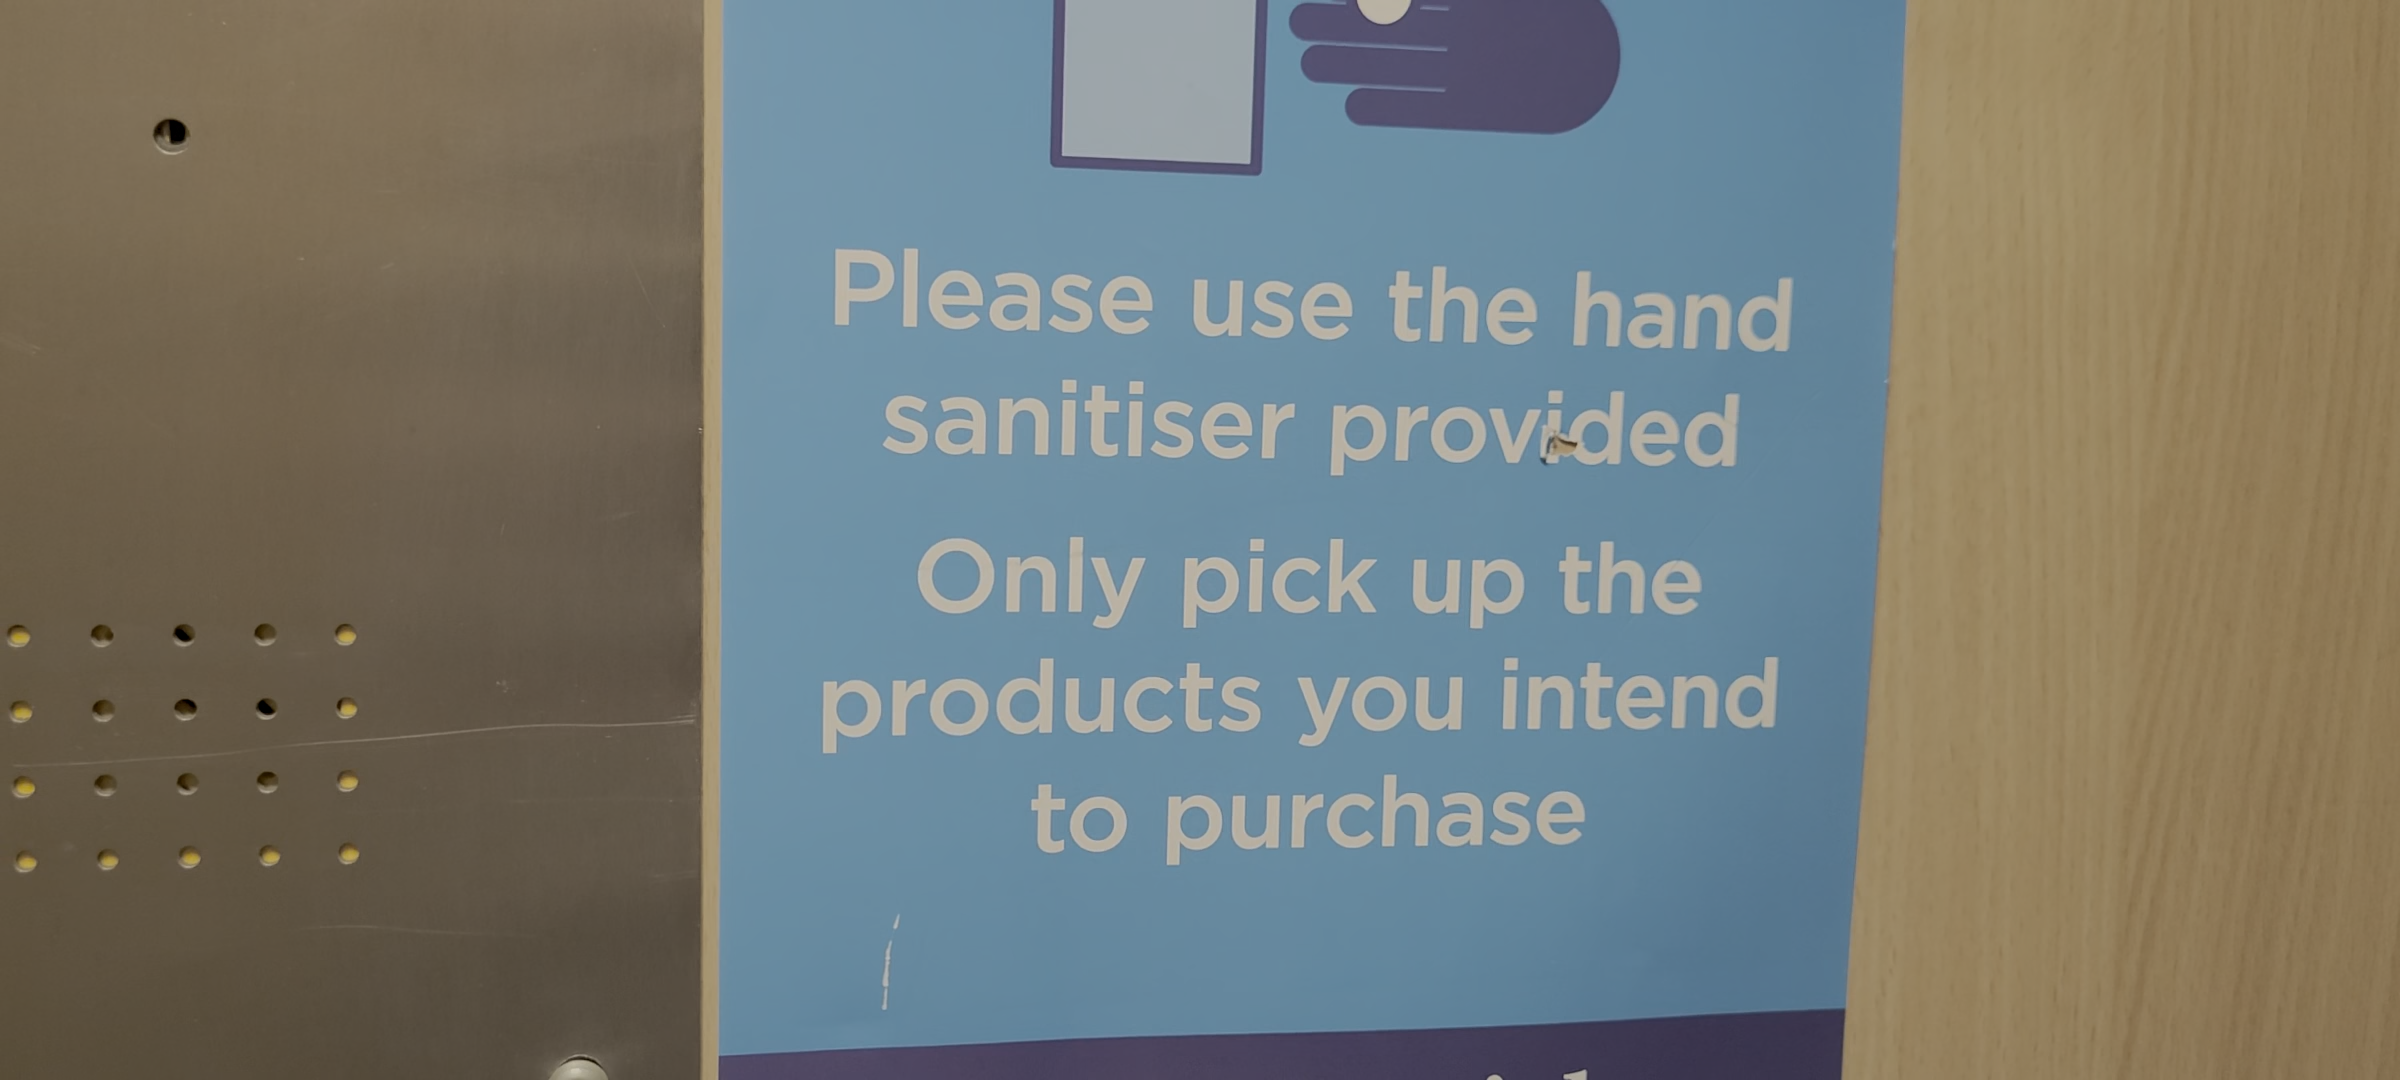 Please use the hand
sanitiser provided
Only pick up the
products you intend
to purchase